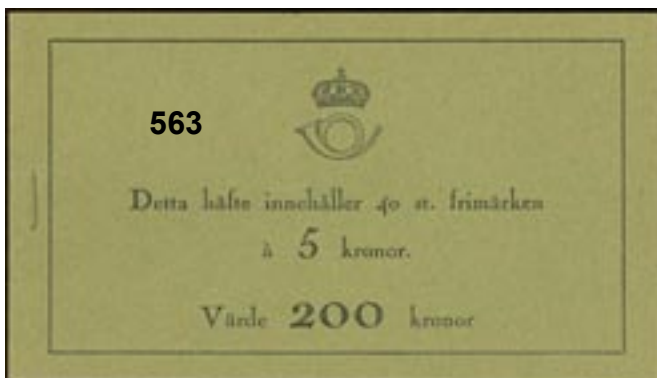 563
Detta häfte innehåller 40 st. frimärken
à 5 kronor.
Värde 200 kronor